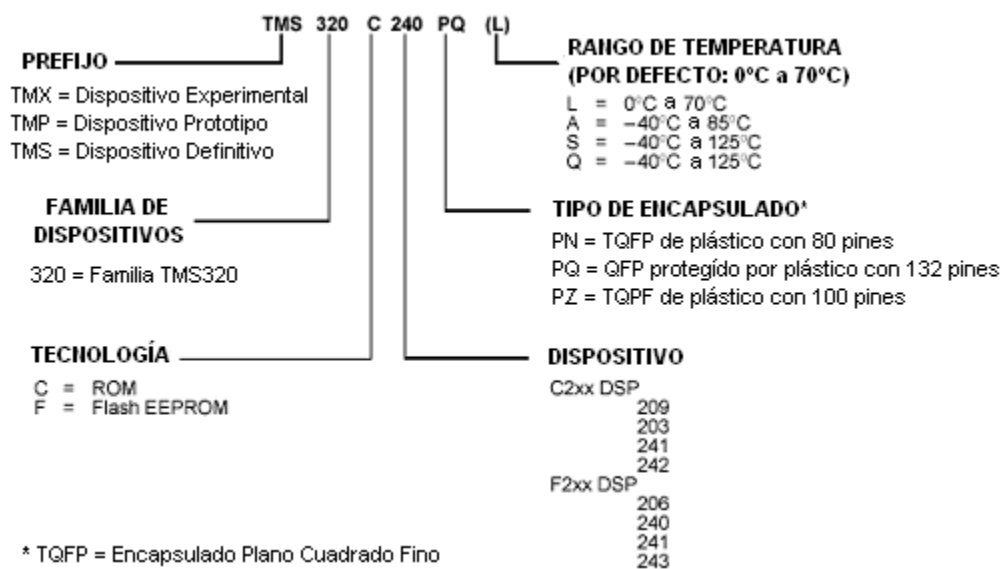 TMS 320 C 240 PQ (L)
PREFIJO
TMX = Dispositivo Experimental
TMP = Dispositivo Prototipo
TMS = Dispositivo Definitivo
RANGO DE TEMPERATURA
(POR DEFECTO: 0ºC a 70ºC)
L = 0°C a 70°C
A = –40°C a 85°C
S = –40°C a 125°C
Q = –40°C a 125°C
FAMILIA DE
DISPOSITIVOS
320 = Familia TMS320
TIPO DE ENCAPSULADO*
PN = TQFP de plástico con 80 pines
PQ = QFP protegído por plástico con 132 pines
PZ = TQPF de plástico con 100 pines
TECNOLOGÍA
C = ROM
F = Flash EEPROM
DISPOSITIVO
C2xx DSP
209
203
241
242
F2xx DSP
206
240
241
243
* TQFP = Encapsulado Plano Cuadrado Fino